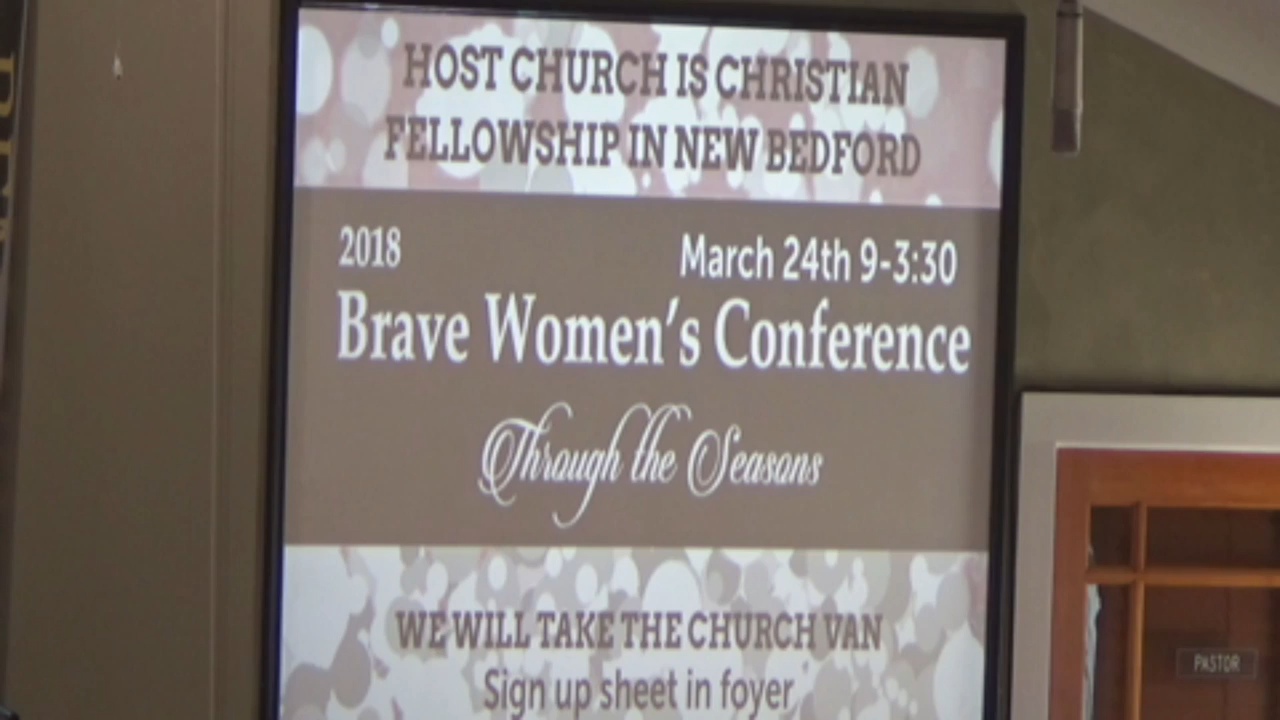 HOST CHURCH IS CHRISTIAN
FELLOWSHIP IN NEW BEDFORD
2018
March 24th 9-3:30
Brave Women's Conference
Through the Seasons
WE WILL TAKE THE CHURCH VAN
Sign up sheet in foyer
PASTOR